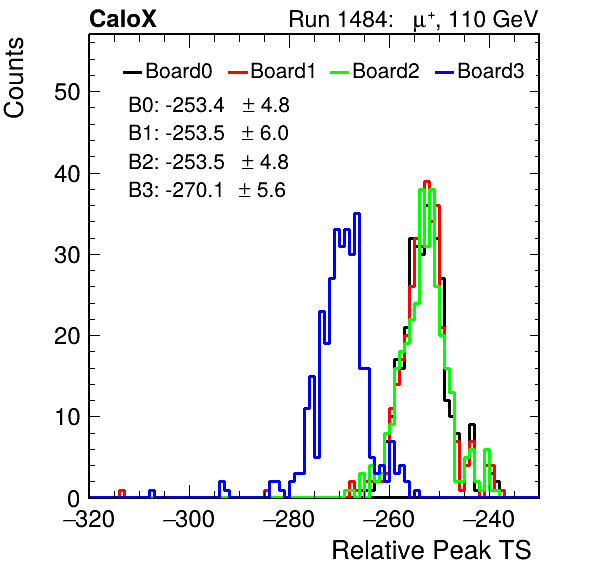 CaloX Run 1484: μ⁺, 110 GeV
Counts
Board0 Board1 Board2 Board3
B0: -253.4 ± 4.8
B1: -253.5 ± 6.0
B2: -253.5 ± 4.8
B3: -270.1 ± 5.6
50
40
30
20
10
0
−320 −300 −280 −260 −240
Relative Peak TS